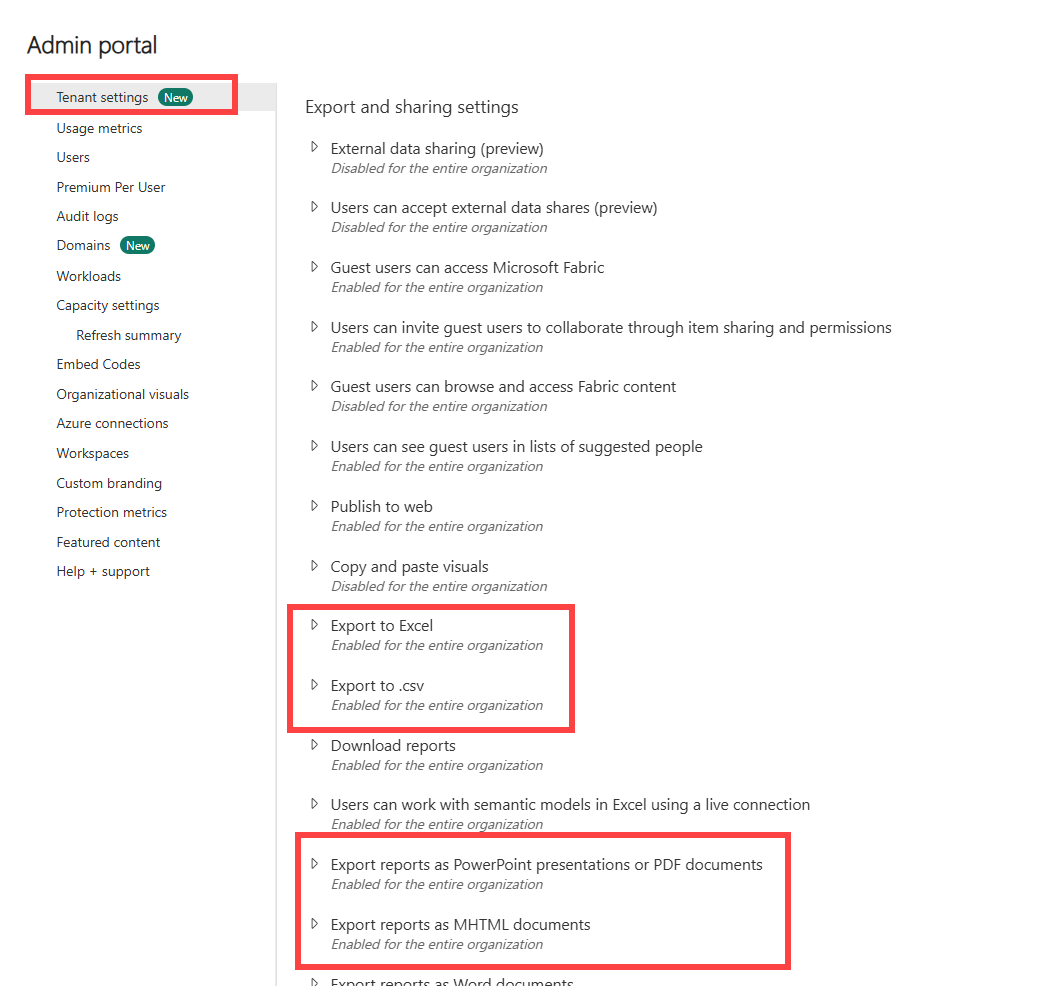 Admin portal
Tenant settings New
Usage metrics
Users
Premium Per User
Audit logs
Domains New
Workloads
Capacity settings
Refresh summary
Embed Codes
Organizational visuals
Azure connections
Workspaces
Custom branding
Protection metrics
Featured content
Help + support
Export and sharing settings
External data sharing (preview)
Disabled for the entire organization
Users can accept external data shares (preview)
Disabled for the entire organization
Guest users can access Microsoft Fabric
Enabled for the entire organization
Users can invite guest users to collaborate through item sharing and permissions
Enabled for the entire organization
Guest users can browse and access Fabric content
Disabled for the entire organization
Users can see guest users in lists of suggested people
Enabled for the entire organization
Publish to web
Enabled for the entire organization
Copy and paste visuals
Disabled for the entire organization
Export to Excel
Enabled for the entire organization
Export to .csv
Enabled for the entire organization
Download reports
Enabled for the entire organization
Users can work with semantic models in Excel using a live connection
Enabled for the entire organization
Export reports as PowerPoint presentations or PDF documents
Enabled for the entire organization
Export reports as MHTML documents
Enabled for the entire organization
Export reports as Word documents